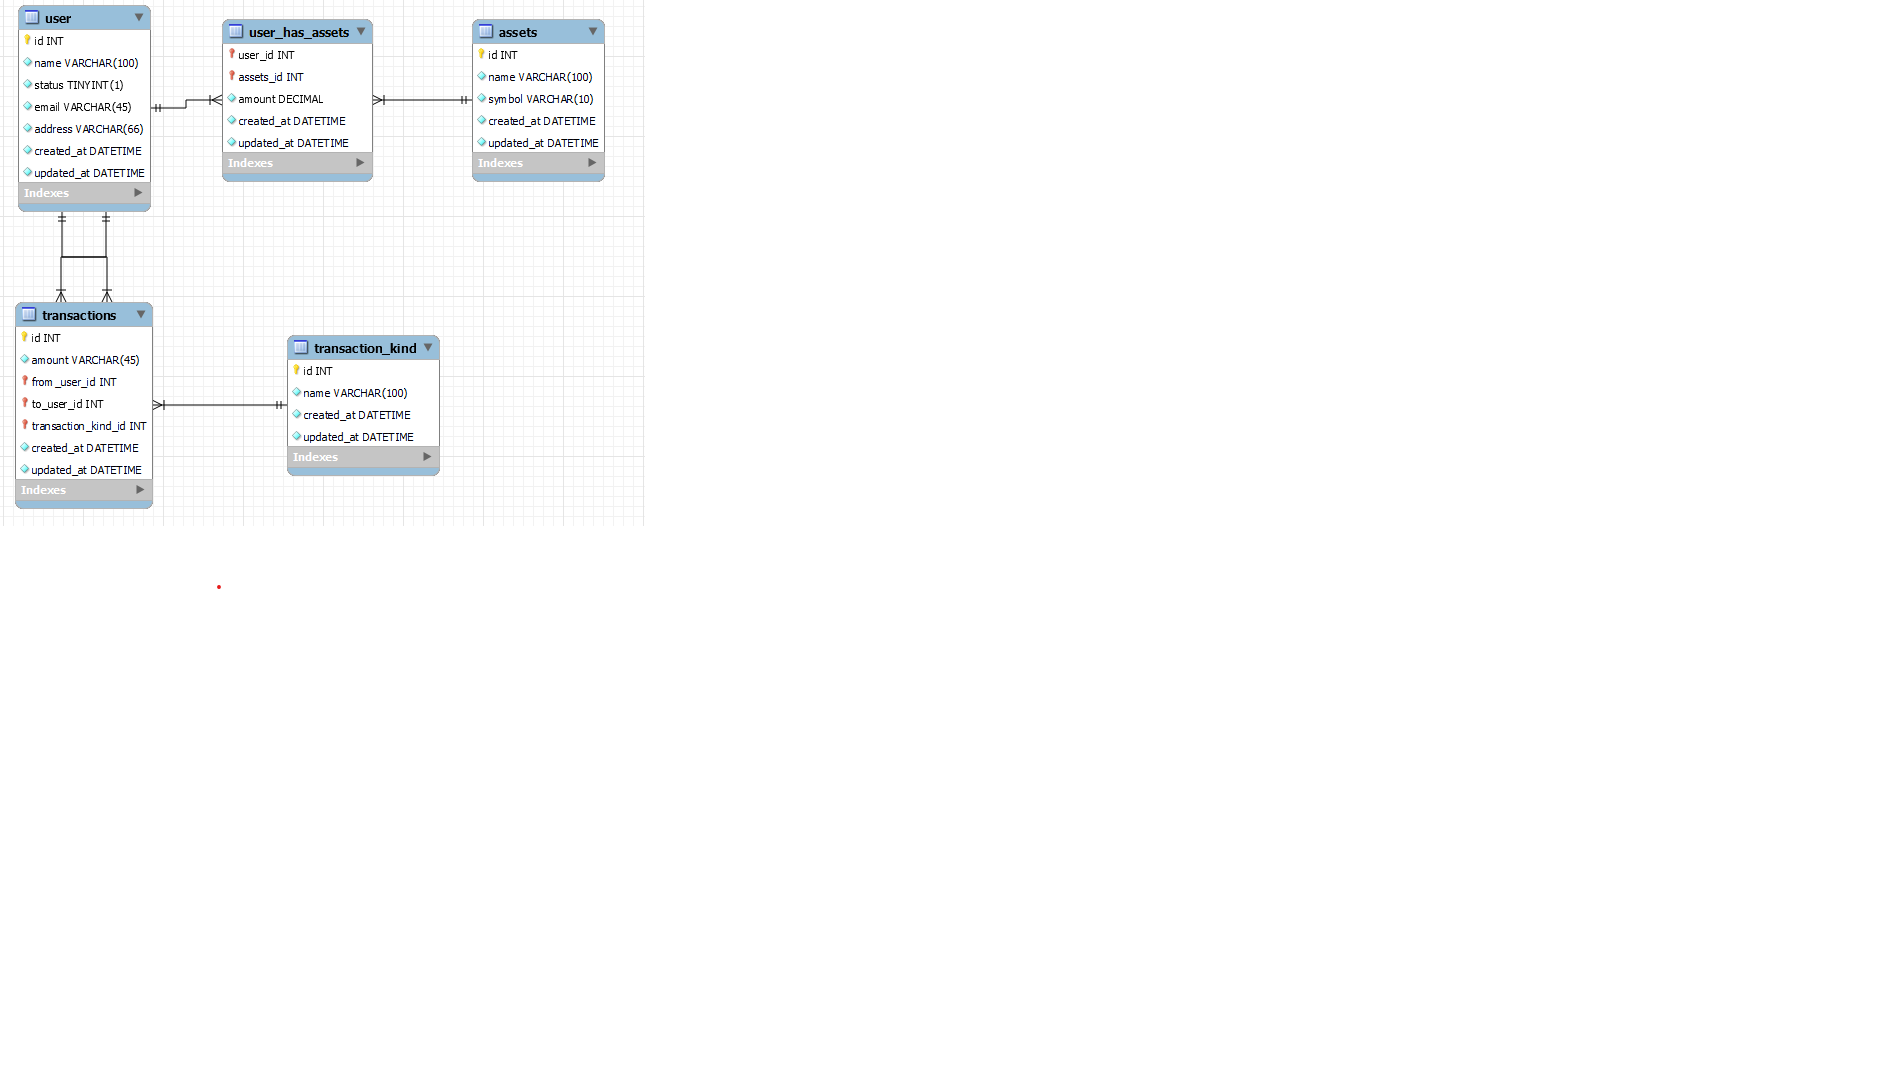 user
id INT
name VARCHAR(100)
status TINYINT(1)
email VARCHAR(45)
address VARCHAR(66)
created_at DATETIME
updated_at DATETIME
Indexes
user_has_assets
user_id INT
assets_id INT
amount DECIMAL
created_at DATETIME
updated_at DATETIME
Indexes
assets
id INT
name VARCHAR(100)
symbol VARCHAR(10)
created_at DATETIME
updated_at DATETIME
Indexes
transactions
id INT
amount VARCHAR(45)
from_user_id INT
to_user_id INT
transaction_kind_id INT
created_at DATETIME
updated_at DATETIME
Indexes
transaction_kind
id INT
name VARCHAR(100)
created_at DATETIME
updated_at DATETIME
Indexes